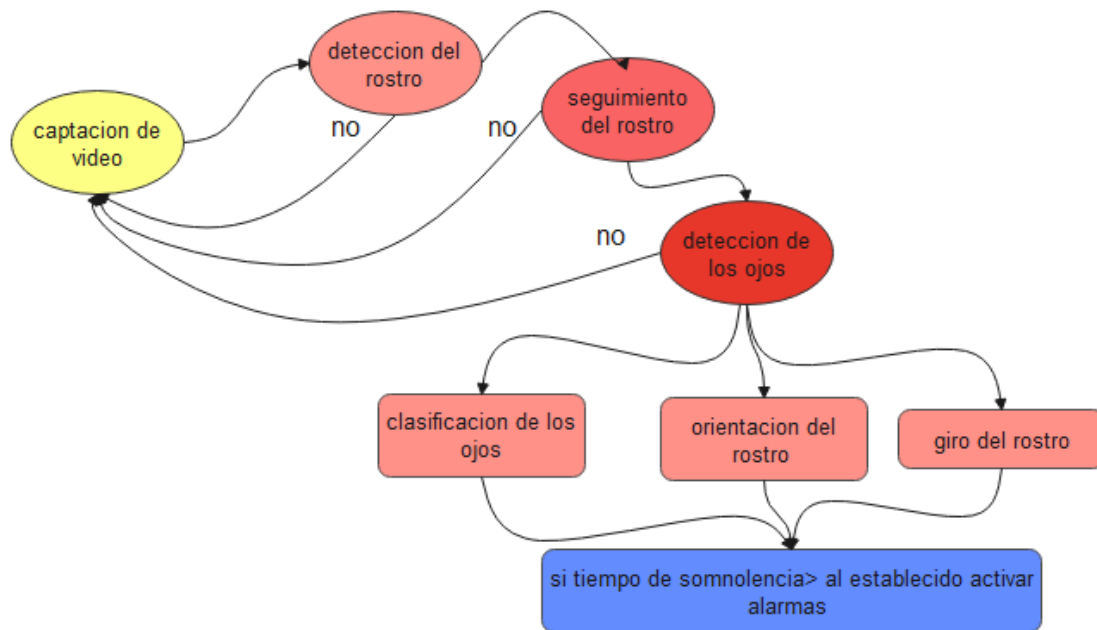 deteccion del
rostro
captacion de
video
no
no
seguimiento
del rostro
no
deteccion de
los ojos
clasificacion de los
ojos
orientacion del
rostro
giro del rostro
si tiempo de somnolencia> al establecido activar
alarmas